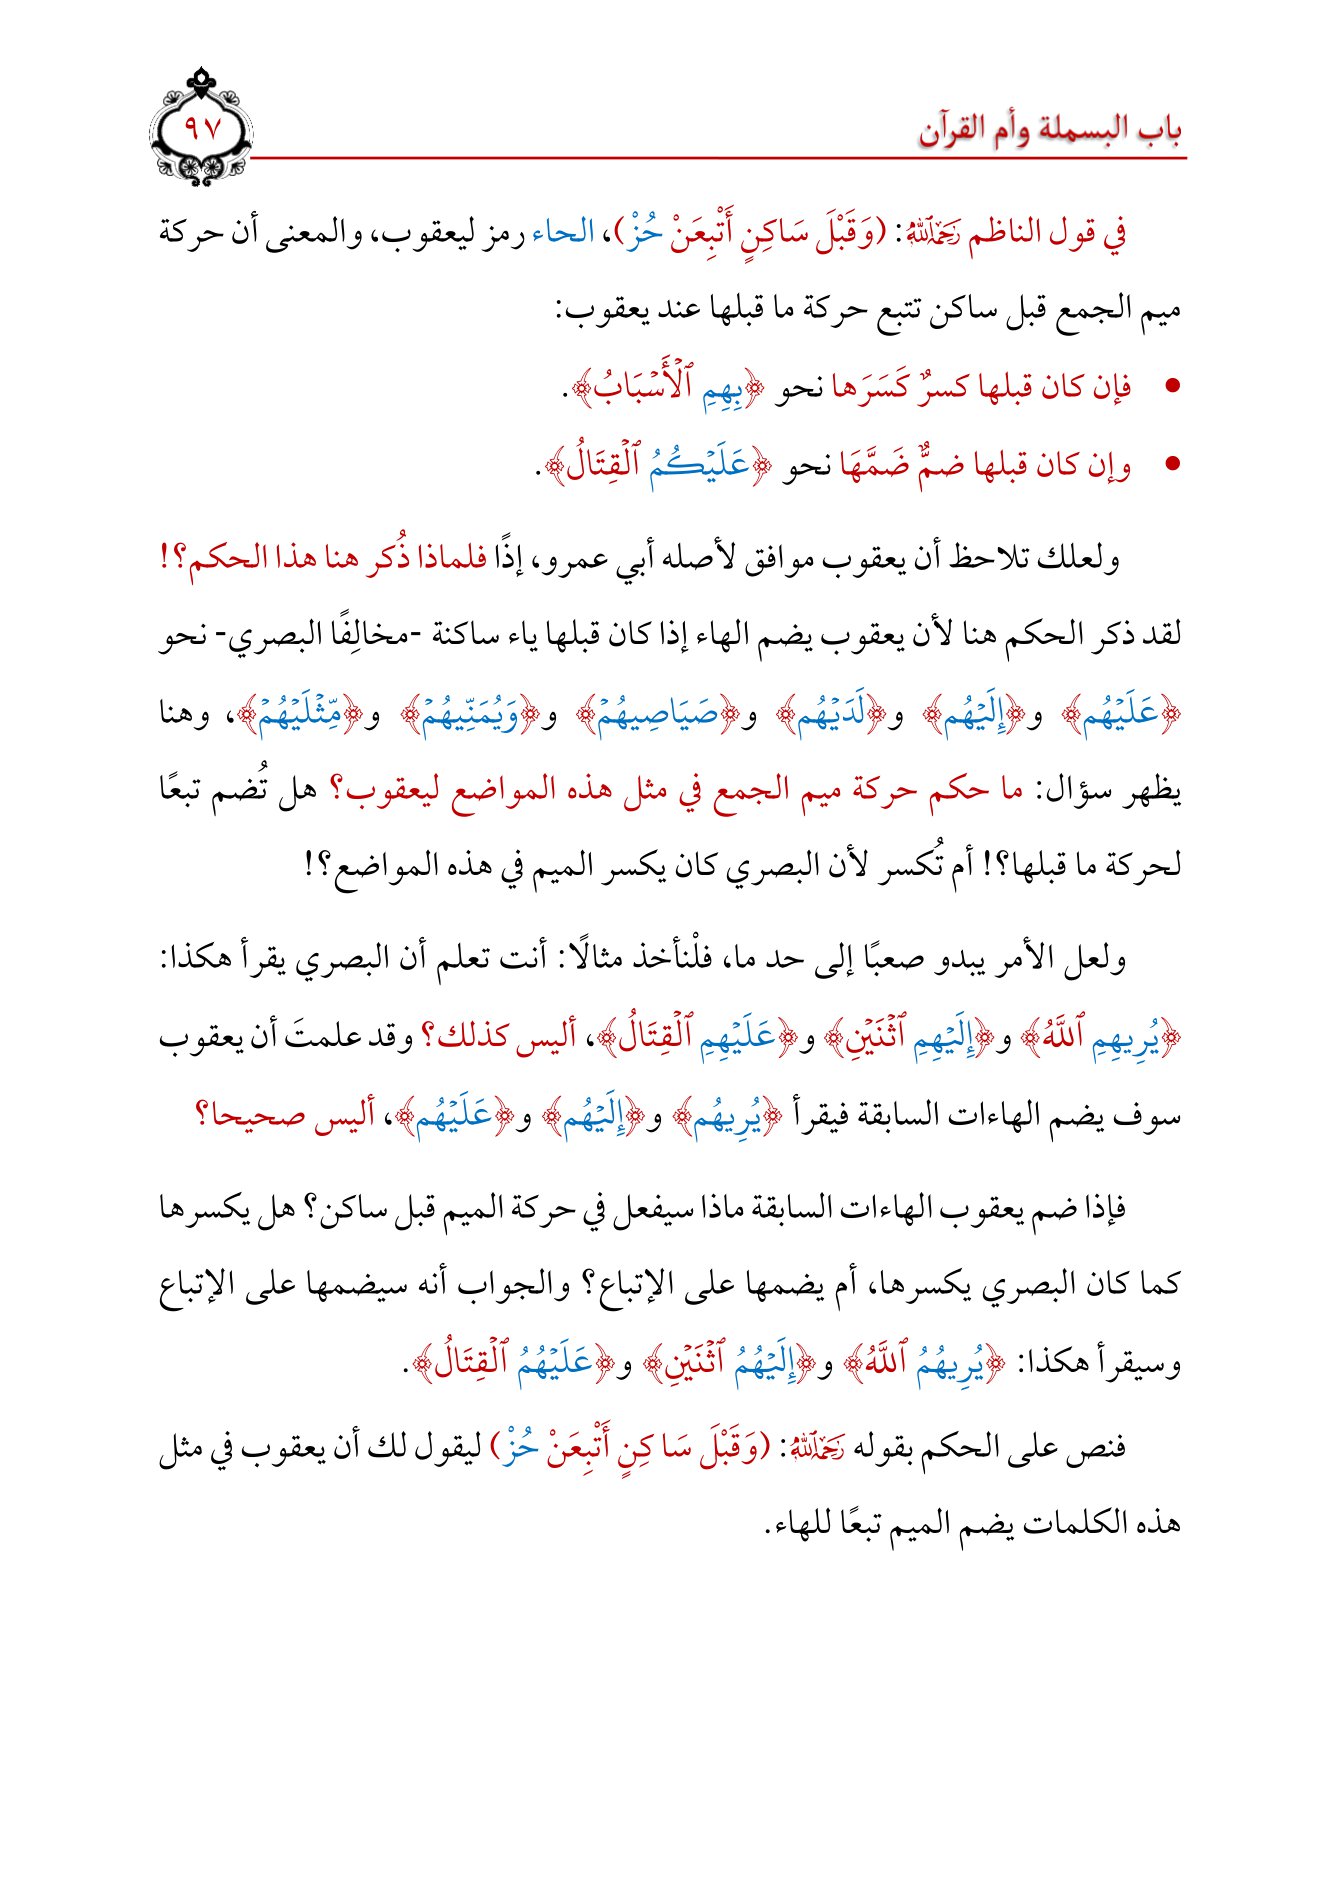 باب البسملة وأم القرآن
٩٧
في قول الناظم رَحِمَهُ ٱللَّهُ: (وَقَبْلَ سَاكِنٍ أَتْبِعَنْ حُزْ)، الحاء رمز ليعقوب، والمعنى أن حركة
ميم الجمع قبل ساكن تتبع حركة ما قبلها عند يعقوب:
• فإن كان قبلها كسرٌ كَسَرَها نحو ﴿بِهِمِ ٱلۡأَسۡبَابُ﴾.
• وإن كان قبلها ضمٌّ ضَمَّهَا نحو ﴿عَلَيۡكُمُ ٱلۡقِتَالُ﴾.
ولعلك تلاحظ أن يعقوب موافق لأصله أبي عمرو، إذًا فلماذا ذُكر هنا هذا الحكم؟!
لقد ذكر الحكم هنا لأن يعقوب يضم الهاء إذا كان قبلها ياء ساكنة -مخالِفًا البصري- نحو
﴿عَلَيۡهُم﴾ و﴿إِلَيۡهُم﴾ و﴿لَدَيۡهُم﴾ و﴿صَيَاصِيهُمۡ﴾ و﴿وَيُمَنِّيهُمۡ﴾ و﴿مِّثۡلَيۡهُمۡ﴾، وهنا
يظهر سؤال: ما حكم حركة ميم الجمع في مثل هذه المواضع ليعقوب؟ هل تُضم تبعًا
لحركة ما قبلها؟! أم تُكسر لأن البصري كان يكسر الميم في هذه المواضع؟!
ولعل الأمر يبدو صعبًا إلى حد ما، فلْنأخذ مثالًا: أنت تعلم أن البصري يقرأ هكذا:
﴿يُرِيهِمِ ٱللَّهُ﴾ و﴿إِلَيۡهِمِ ٱثۡنَيۡنِ﴾ و﴿عَلَيۡهِمِ ٱلۡقِتَالُ﴾، أليس كذلك؟ وقد علمتَ أن يعقوب
سوف يضم الهاءات السابقة فيقرأ ﴿يُرِيهُم﴾ و﴿إِلَيۡهُم﴾ و﴿عَلَيۡهُم﴾، أليس صحيحا؟
فإذا ضم يعقوب الهاءات السابقة ماذا سيفعل في حركة الميم قبل ساكن؟ هل يكسرها
كما كان البصري يكسرها، أم يضمها على الإتباع؟ والجواب أنه سيضمها على الإتباع
وسيقرأ هكذا: ﴿يُرِيهُمُ ٱللَّهُ﴾ و﴿إِلَيۡهُمُ ٱثۡنَيۡنِ﴾ و﴿عَلَيۡهُمُ ٱلۡقِتَالُ﴾.
فنص على الحكم بقوله رَحِمَهُ ٱللَّهُ: (وَقَبْلَ سَاكِنٍ أَتْبِعَنْ حُزْ) ليقول لك أن يعقوب في مثل
هذه الكلمات يضم الميم تبعًا للهاء.